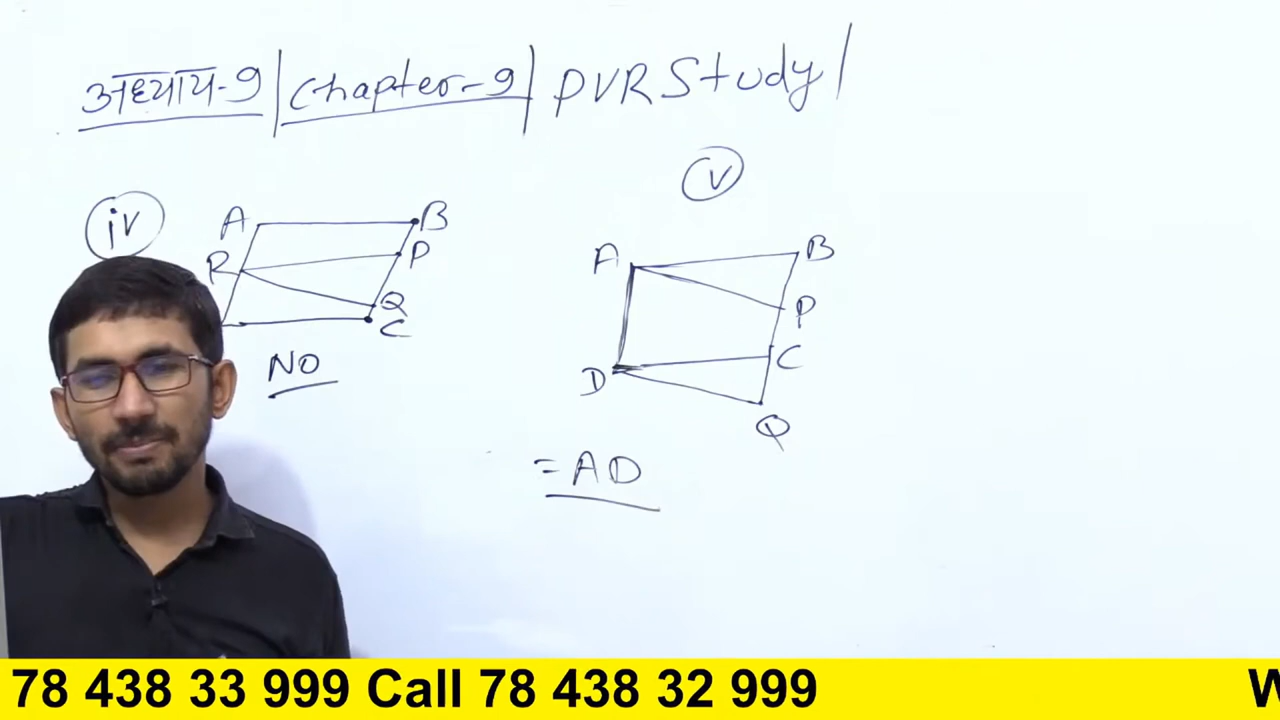 अध्याय-9 | Chapter-9 | PVR Study |
iv
A B
R P
Q
C
NO
v
A B
P
C
D
Q
= AD
78 438 33 999 Call 78 438 32 999 W